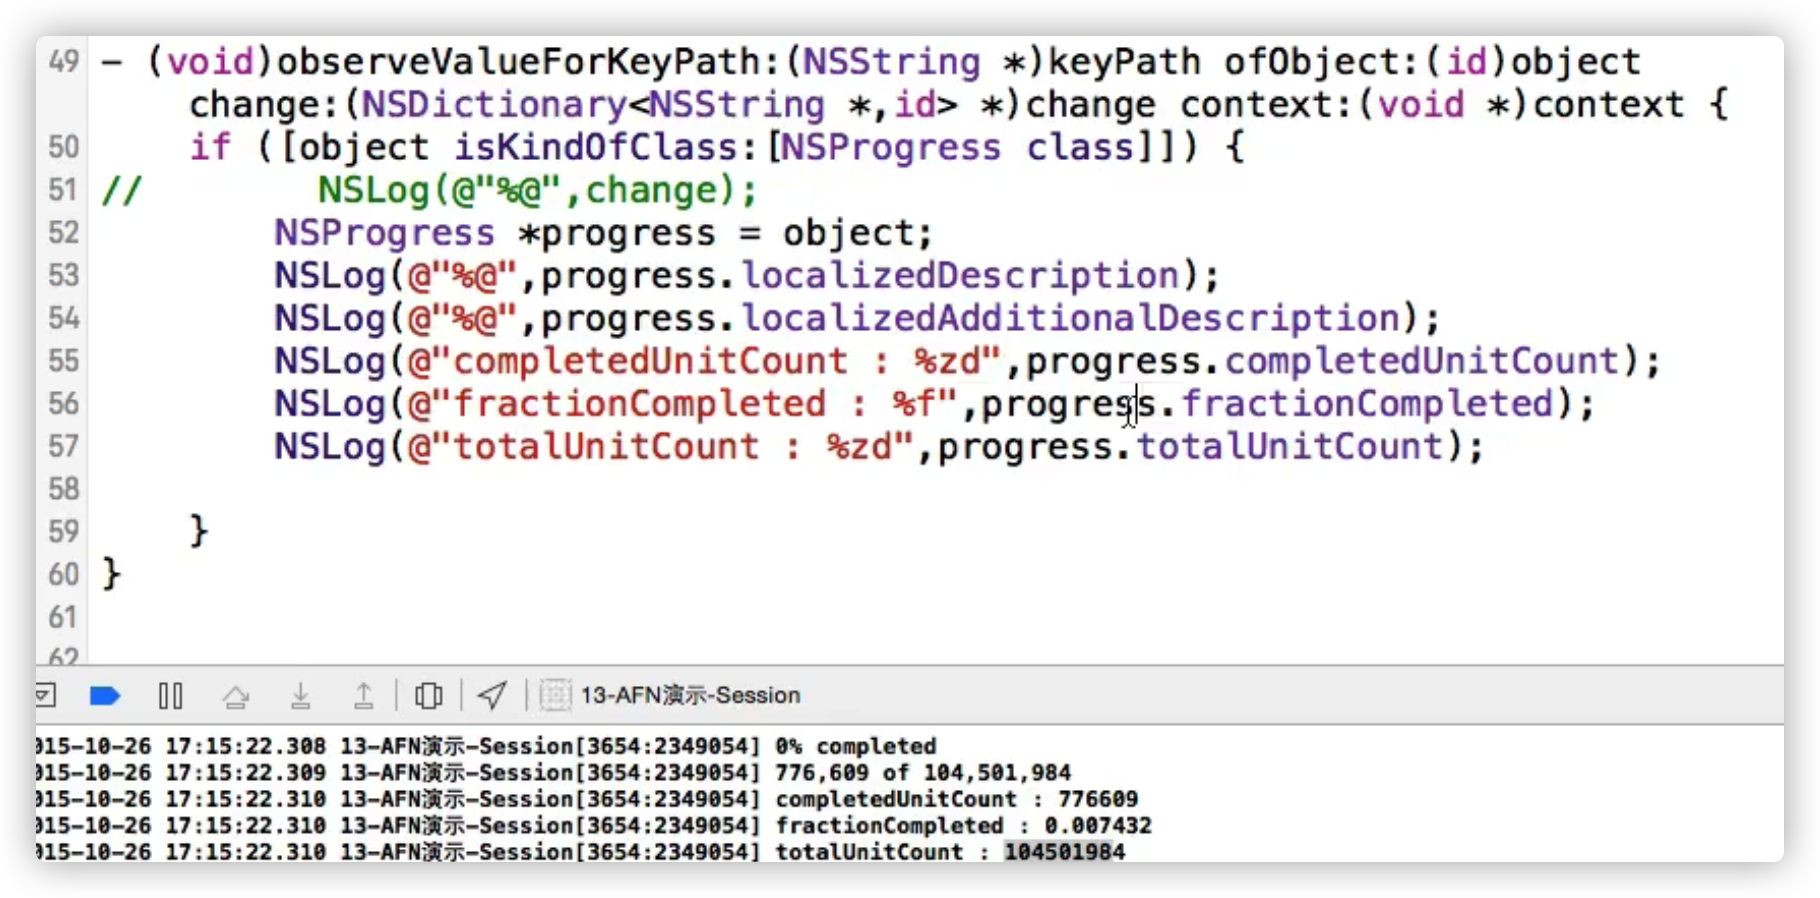 49 - (void)observeValueForKeyPath:(NSString *)keyPath ofObject:(id)object
change:(NSDictionary<NSString *,id> *)change context:(void *)context {
50 if ([object isKindOfClass:[NSProgress class]]) {
51 // NSLog(@"%@",change);
52 NSProgress *progress = object;
53 NSLog(@"%@",progress.localizedDescription);
54 NSLog(@"%@",progress.localizedAdditionalDescription);
55 NSLog(@"completedUnitCount : %zd",progress.completedUnitCount);
56 NSLog(@"fractionCompleted : %f",progress.fractionCompleted);
57 NSLog(@"totalUnitCount : %zd",progress.totalUnitCount);
58
59 }
60 }
61
62
13-AFN演示-Session
015-10-26 17:15:22.308 13-AFN演示-Session[3654:2349054] 0% completed
015-10-26 17:15:22.309 13-AFN演示-Session[3654:2349054] 776,609 of 104,501,984
015-10-26 17:15:22.310 13-AFN演示-Session[3654:2349054] completedUnitCount : 776609
015-10-26 17:15:22.310 13-AFN演示-Session[3654:2349054] fractionCompleted : 0.007432
015-10-26 17:15:22.310 13-AFN演示-Session[3654:2349054] totalUnitCount : 104501984